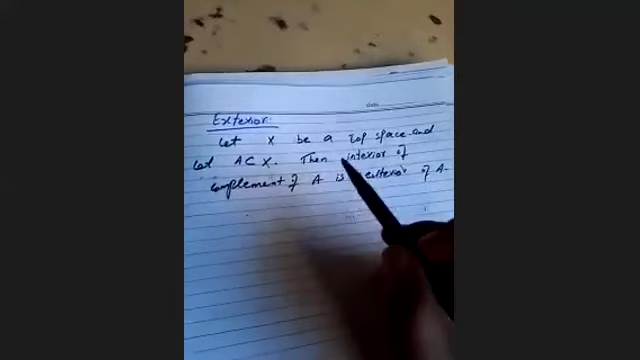 Exterior:
Let X be a Top space and
Let A C X. Then interior of
complement of A is exterior of A.